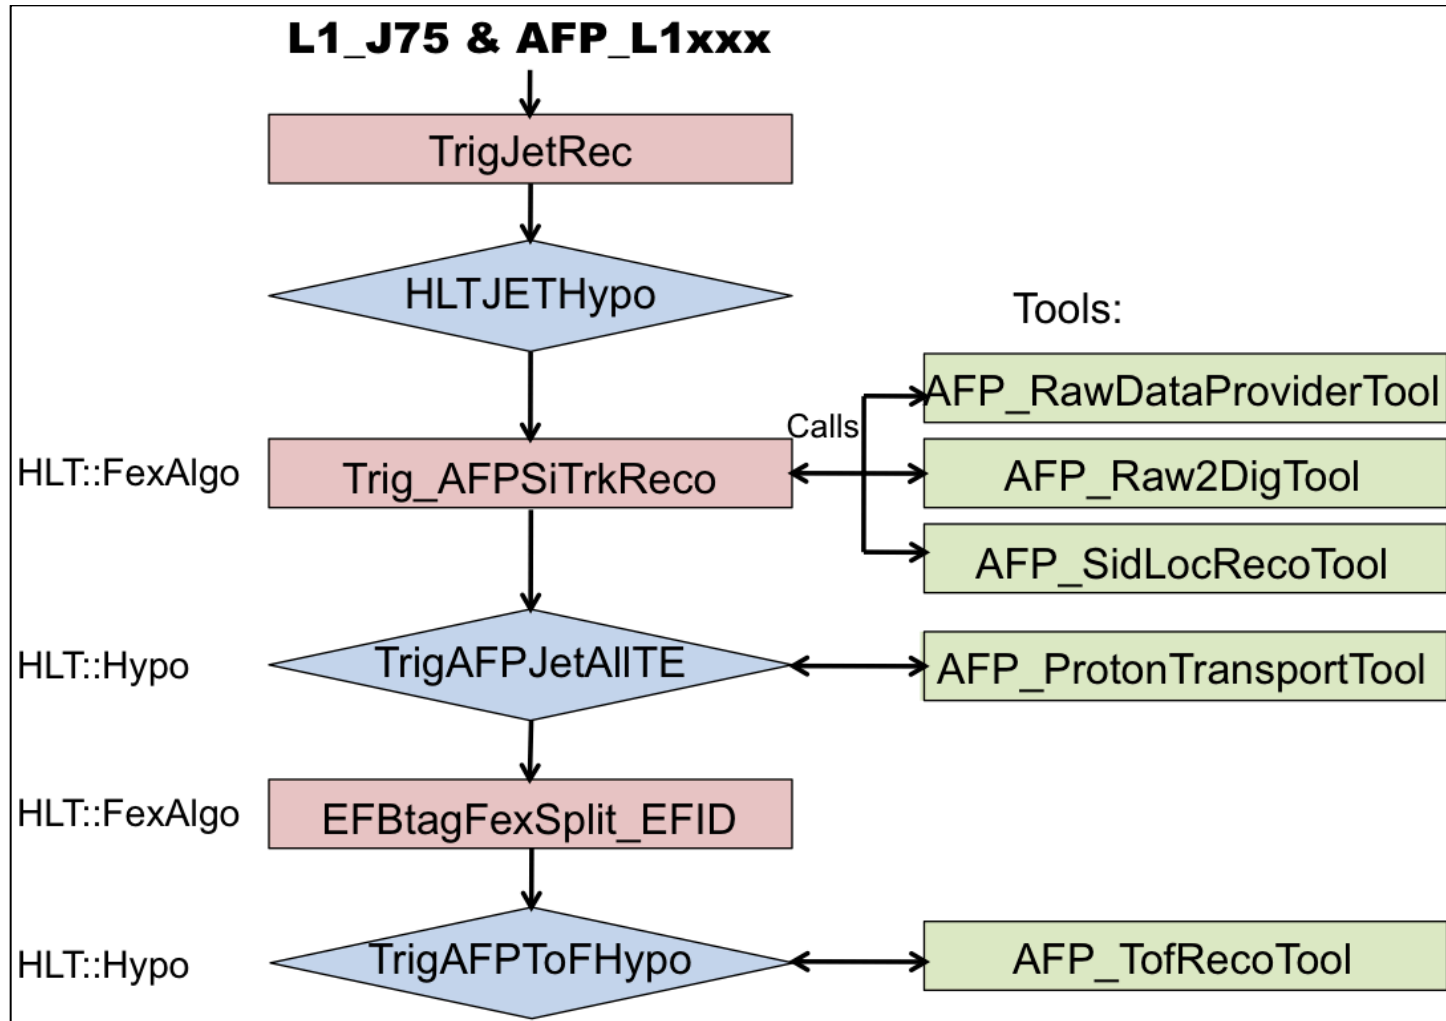 L1_J75 & AFP_L1xxx
TrigJetRec
HLTJETHypo
Tools:
AFP_RawDataProviderTool
Calls
HLT::FexAlgo
Trig_AFPSiTrkReco
AFP_Raw2DigTool
AFP_SidLocRecoTool
HLT::Hypo
TrigAFPJetAllTE
AFP_ProtonTransportTool
HLT::FexAlgo
EFBtagFexSplit_EFID
HLT::Hypo
TrigAFPToFHypo
AFP_TofRecoTool